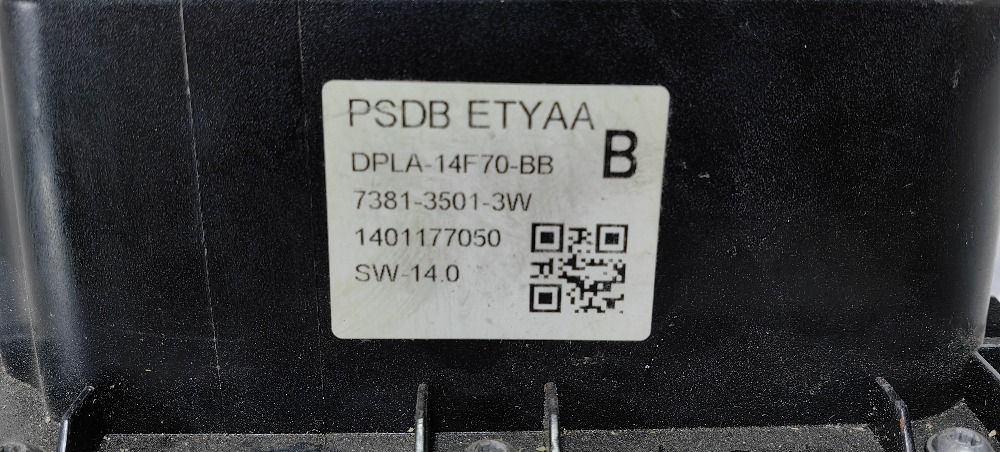 PSDB ETYAA
B
DPLA-14F70-BB
7381-3501-3W
1401177050
SW-14.0